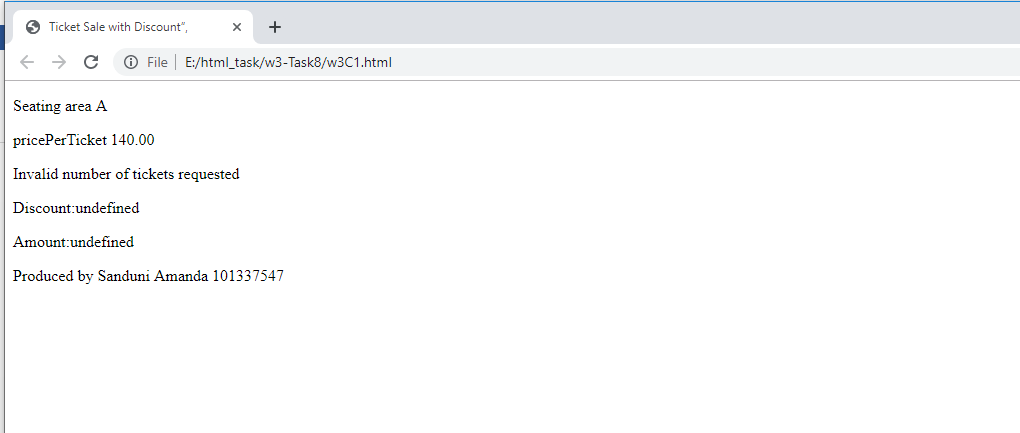 Ticket Sale with Discount”,
File E:/html_task/w3-Task8/w3C1.html
Seating area A
pricePerTicket 140.00
Invalid number of tickets requested
Discount:undefined
Amount:undefined
Produced by Sanduni Amanda 101337547